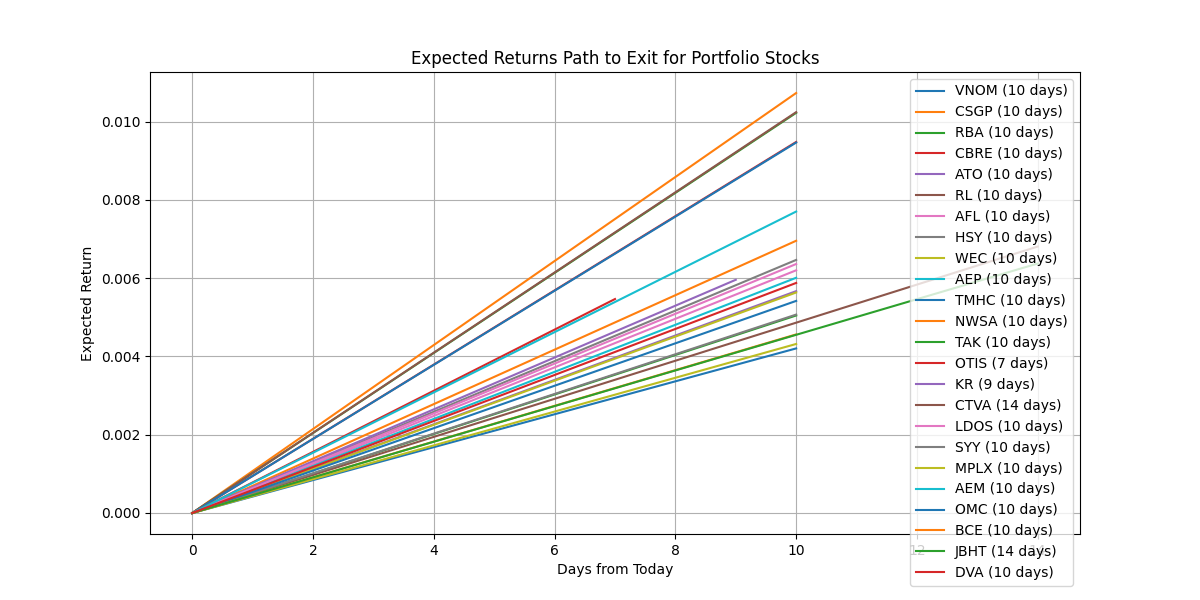 Expected Returns Path to Exit for Portfolio Stocks
Expected Return
0.010
0.008
0.006
0.004
0.002
0.000
0 2 4 6 8 10 12
Days from Today
VNOM (10 days)
CSGP (10 days)
RBA (10 days)
CBRE (10 days)
ATO (10 days)
RL (10 days)
AFL (10 days)
HSY (10 days)
WEC (10 days)
AEP (10 days)
TMHC (10 days)
NWSA (10 days)
TAK (10 days)
OTIS (7 days)
KR (9 days)
CTVA (14 days)
LDOS (10 days)
SYY (10 days)
MPLX (10 days)
AEM (10 days)
OMC (10 days)
BCE (10 days)
JBHT (14 days)
DVA (10 days)